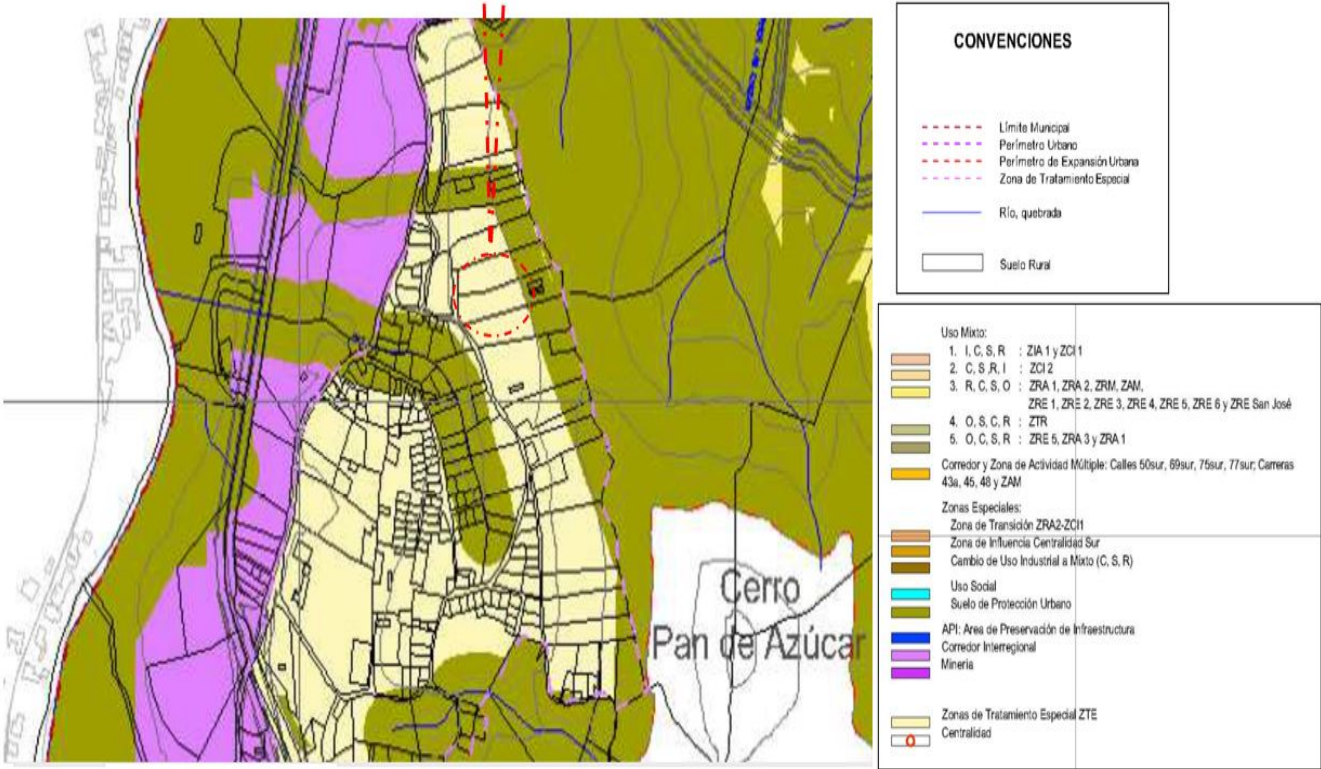 CONVENCIONES
Límite Municipal
Perímetro Urbano
Perímetro de Expansión Urbana
Zona de Tratamiento Especial
Río, quebrada
Suelo Rural
Uso Mixto:
1. I, C, S, R : ZIA 1 y ZCI 1
2. C, S ,R, I : ZCI 2
3. R, C, S, O : ZRA 1, ZRA 2, ZRM, ZAM,
ZRE 1, ZRE 2, ZRE 3, ZRE 4, ZRE 5, ZRE 6 y ZRE San José
4. O, S, C, R : ZTR
5. O, C, S, R : ZRE 5, ZRA 3 y ZRA 1
Corredor y Zona de Actividad Múltiple: Calles 50sur, 69sur, 75sur, 77sur; Carreras
43a, 45, 48 y ZAM
Zonas Especiales:
Zona de Transición ZRA2-ZCI1
Zona de Influencia Centralidad Sur
Cambio de Uso Industrial a Mixto (C, S, R)
Uso Social
Suelo de Protección Urbano
API: Area de Preservación de Infraestructura
Corredor Interregional
Minería
Zonas de Tratamiento Especial ZTE
Centralidad
Cerro
Pan de Azúcar